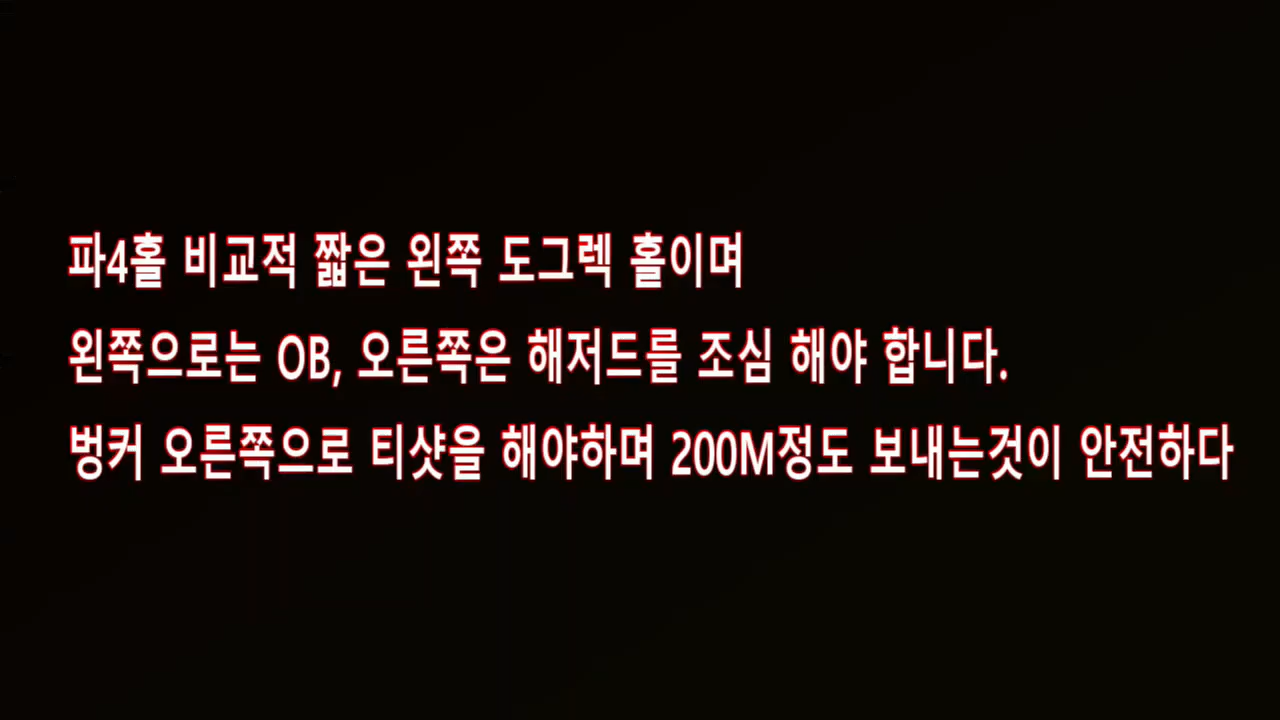 파4홀 비교적 짧은 왼쪽 도그렉 홀이며
왼쪽으로는 OB, 오른쪽은 해저드를 조심 해야 합니다.
벙커 오른쪽으로 티샷을 해야하며 200M정도 보내는것이 안전하다